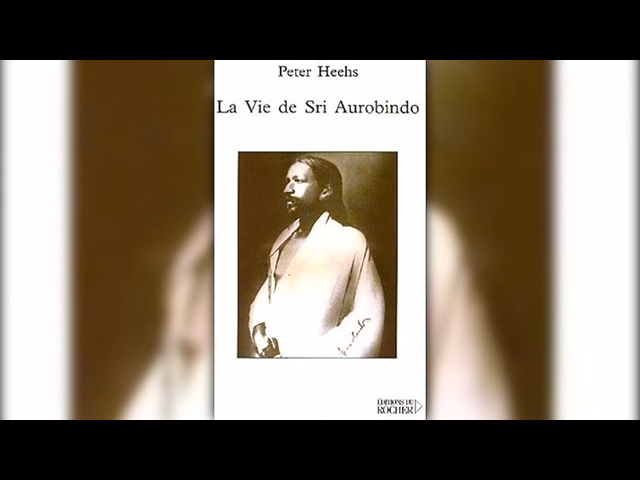 Peter Heehs
La Vie de Sri Aurobindo
ÉDITIONS DU
ROCHER